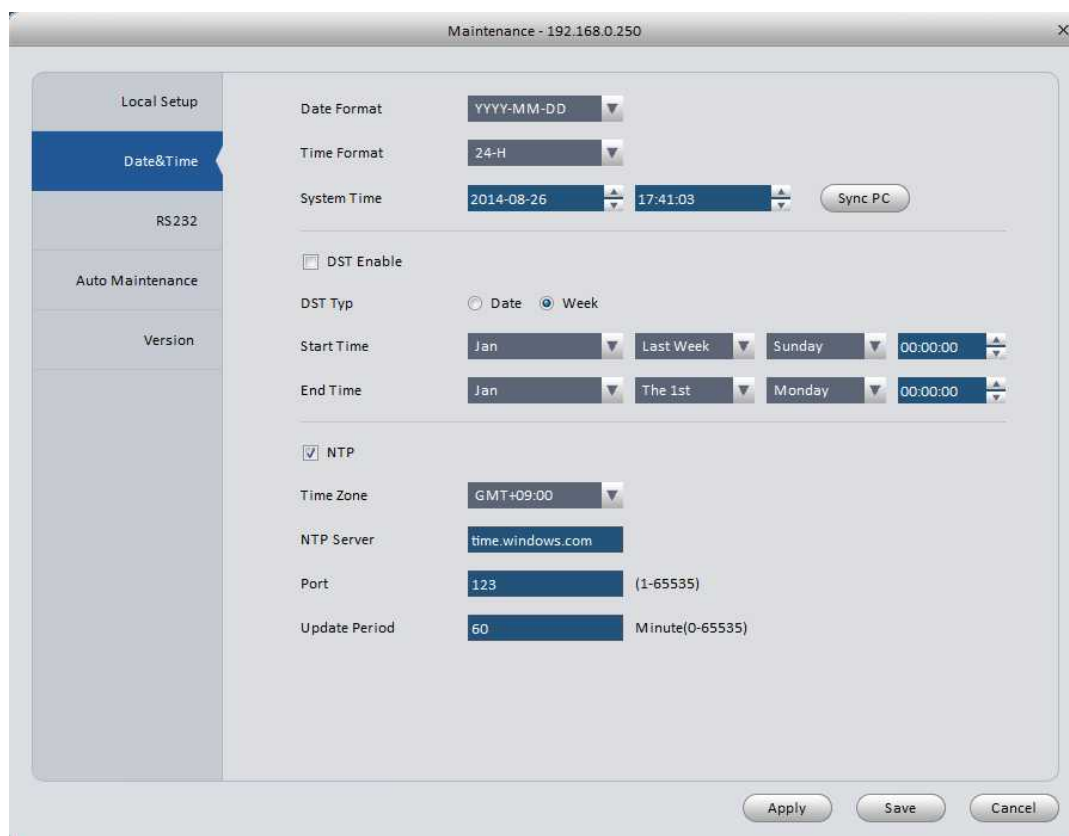 Maintenance - 192.168.0.250
Local Setup
Date&Time
RS232
Auto Maintenance
Version
Date Format YYYY-MM-DD
Time Format 24-H
System Time 2014-08-26 17:41:03 Sync PC
DST Enable
DST Typ Date Week
Start Time Jan Last Week Sunday 00:00:00
End Time Jan The 1st Monday 00:00:00
NTP
Time Zone GMT+09:00
NTP Server time.windows.com
Port 123 (1-65535)
Update Period 60 Minute(0-65535)
Apply Save Cancel